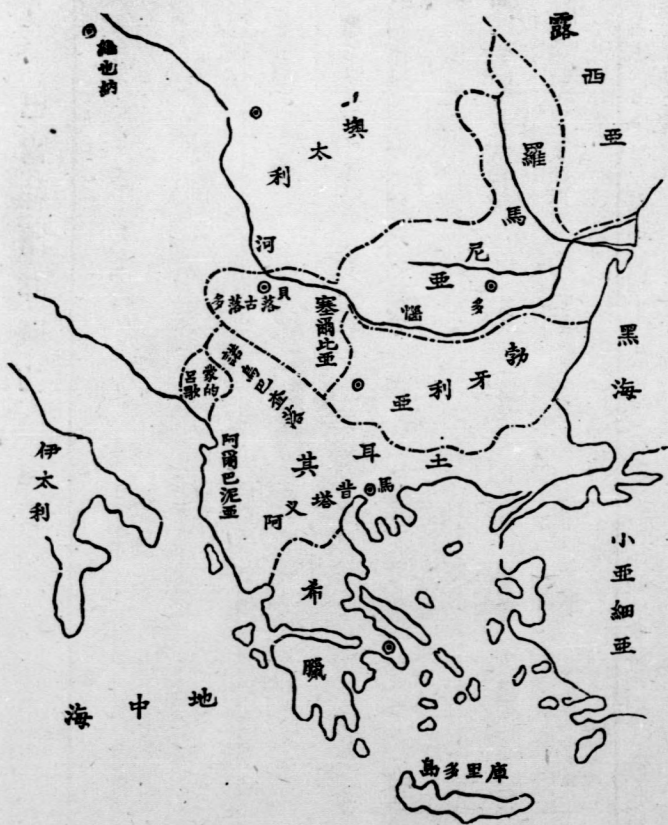 露西亞
維也納
墺太利
羅馬尼亞
多惱河
貝落古落多
塞爾比亞
勃牙利亞
黑海
土耳其
阿爾巴泥亞
伊太利
小亞細亞
希臘
地中海
庫里多島